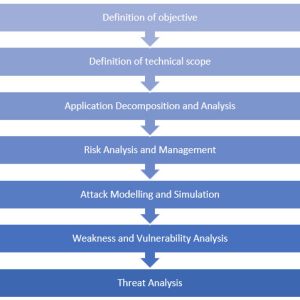 Definition of objective
Definition of technical scope
Application Decomposition and Analysis
Risk Analysis and Management
Attack Modelling and Simulation
Weakness and Vulnerability Analysis
Threat Analysis